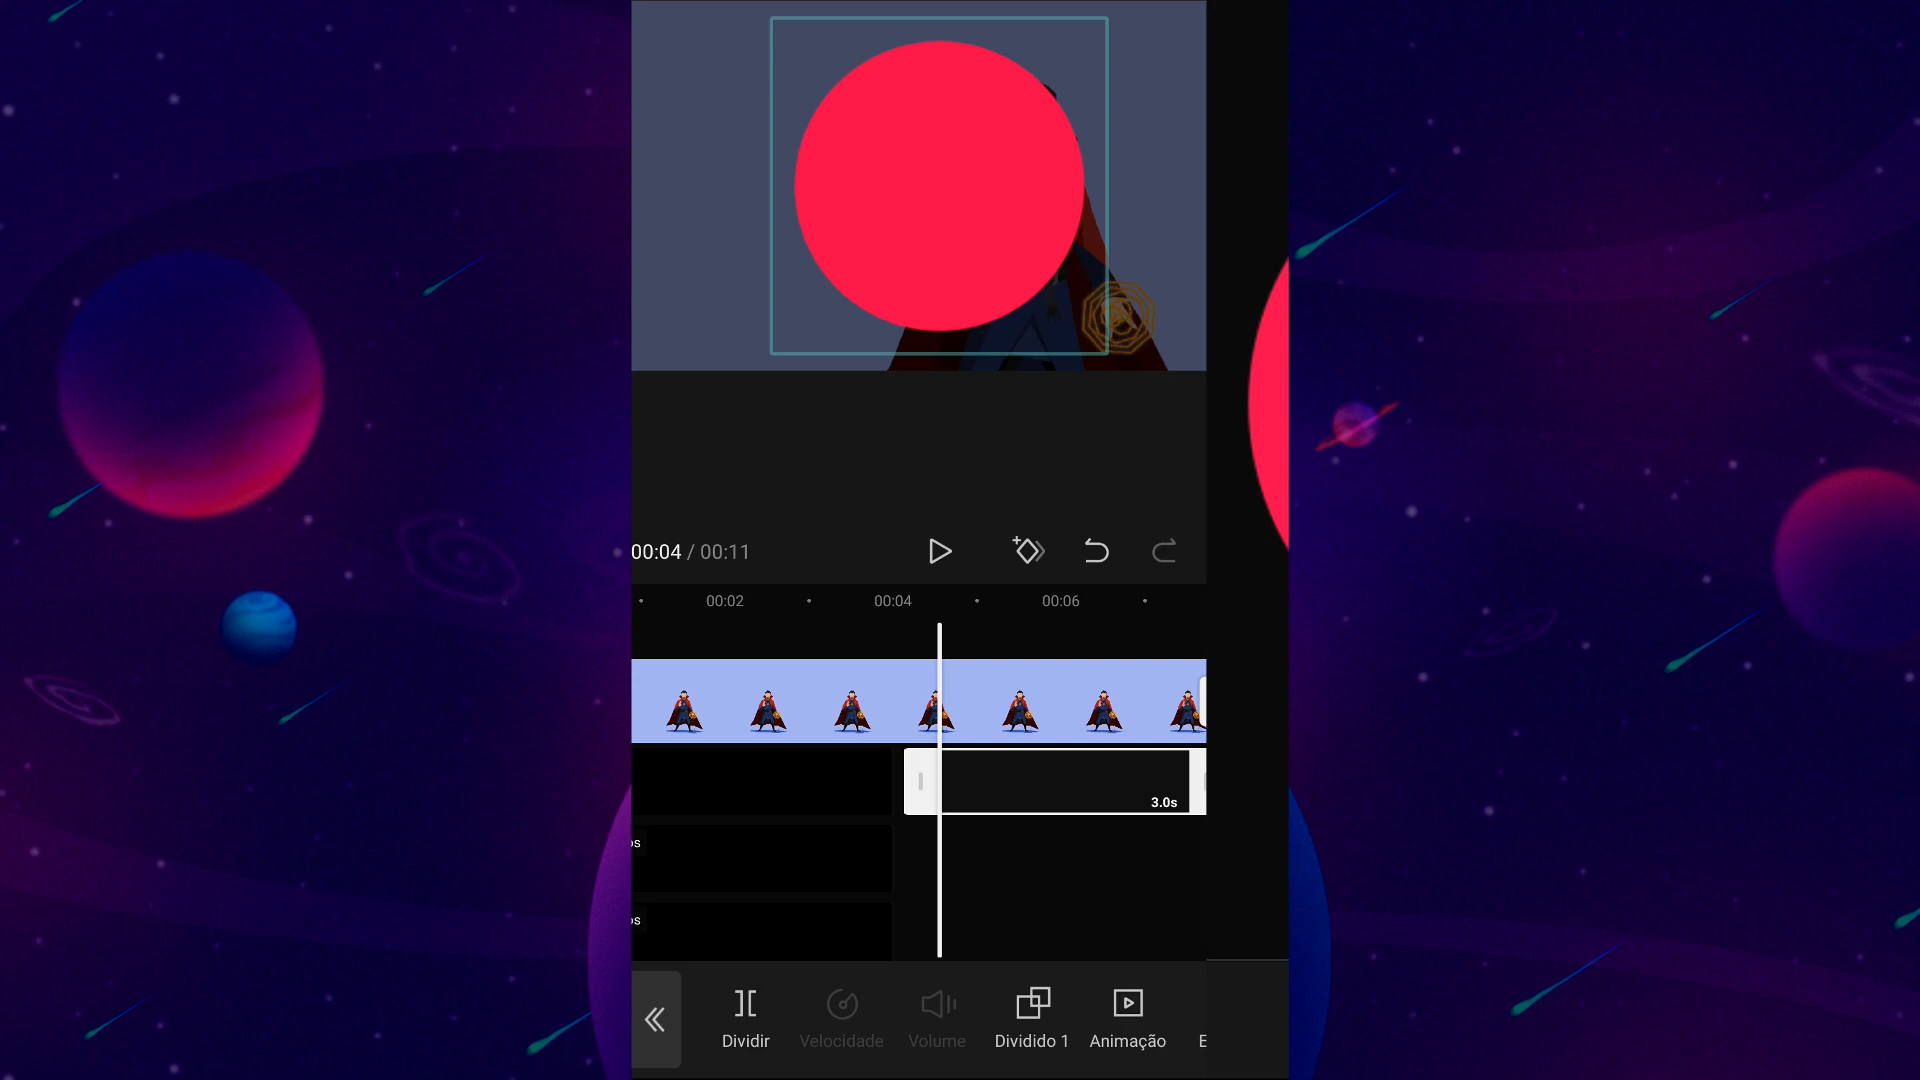 00:04 / 00:11
00:02 00:04 00:06
3.0s
Dividir Velocidade Volume Dividido 1 Animação